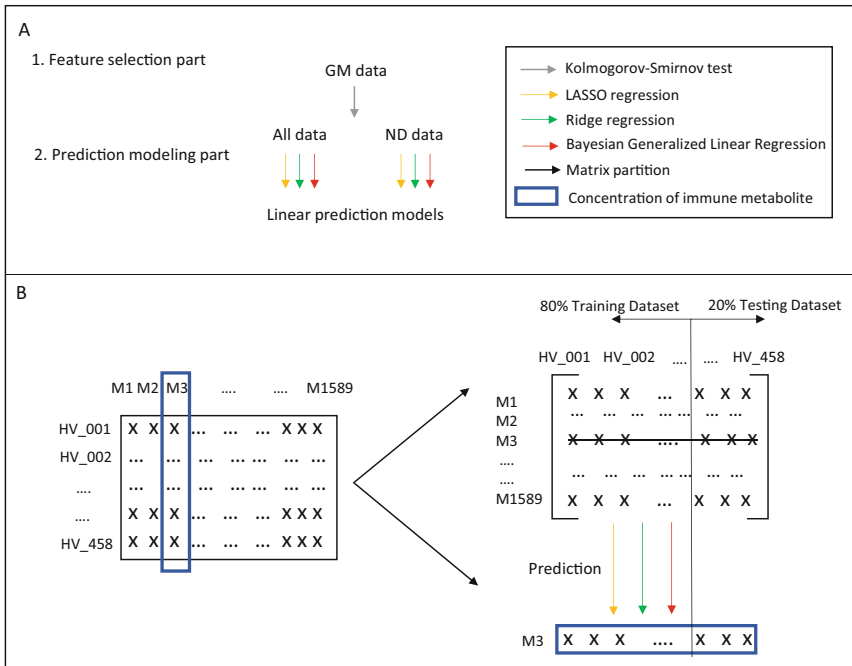 A
1. Feature selection part
GM data
All data ND data
2. Prediction modeling part
Linear prediction models
Kolmogorov-Smirnov test
LASSO regression
Ridge regression
Bayesian Generalized Linear Regression
Matrix partition
Concentration of immune metabolite
B
M1 M2 M3 .... .... M1589
HV_001 X X X ... ... ... X X X
HV_002 ... ... ... ... ... ... ... ...
.... ... ... ... ... ... ... ... ...
.... X X X ... ... ... X X X
HV_458 X X X ... ... ... X X X
80% Training Dataset 20% Testing Dataset
HV_001 HV_002 .... .... HV_458
M1 X X X ... X X X
M2 ... ... ... ... ... ... ... ...
M3 X X X .... X X X
....
.... ... ... ... ... ... ... ...
M1589 X X X ... X X X
Prediction
M3 X X X .... X X X